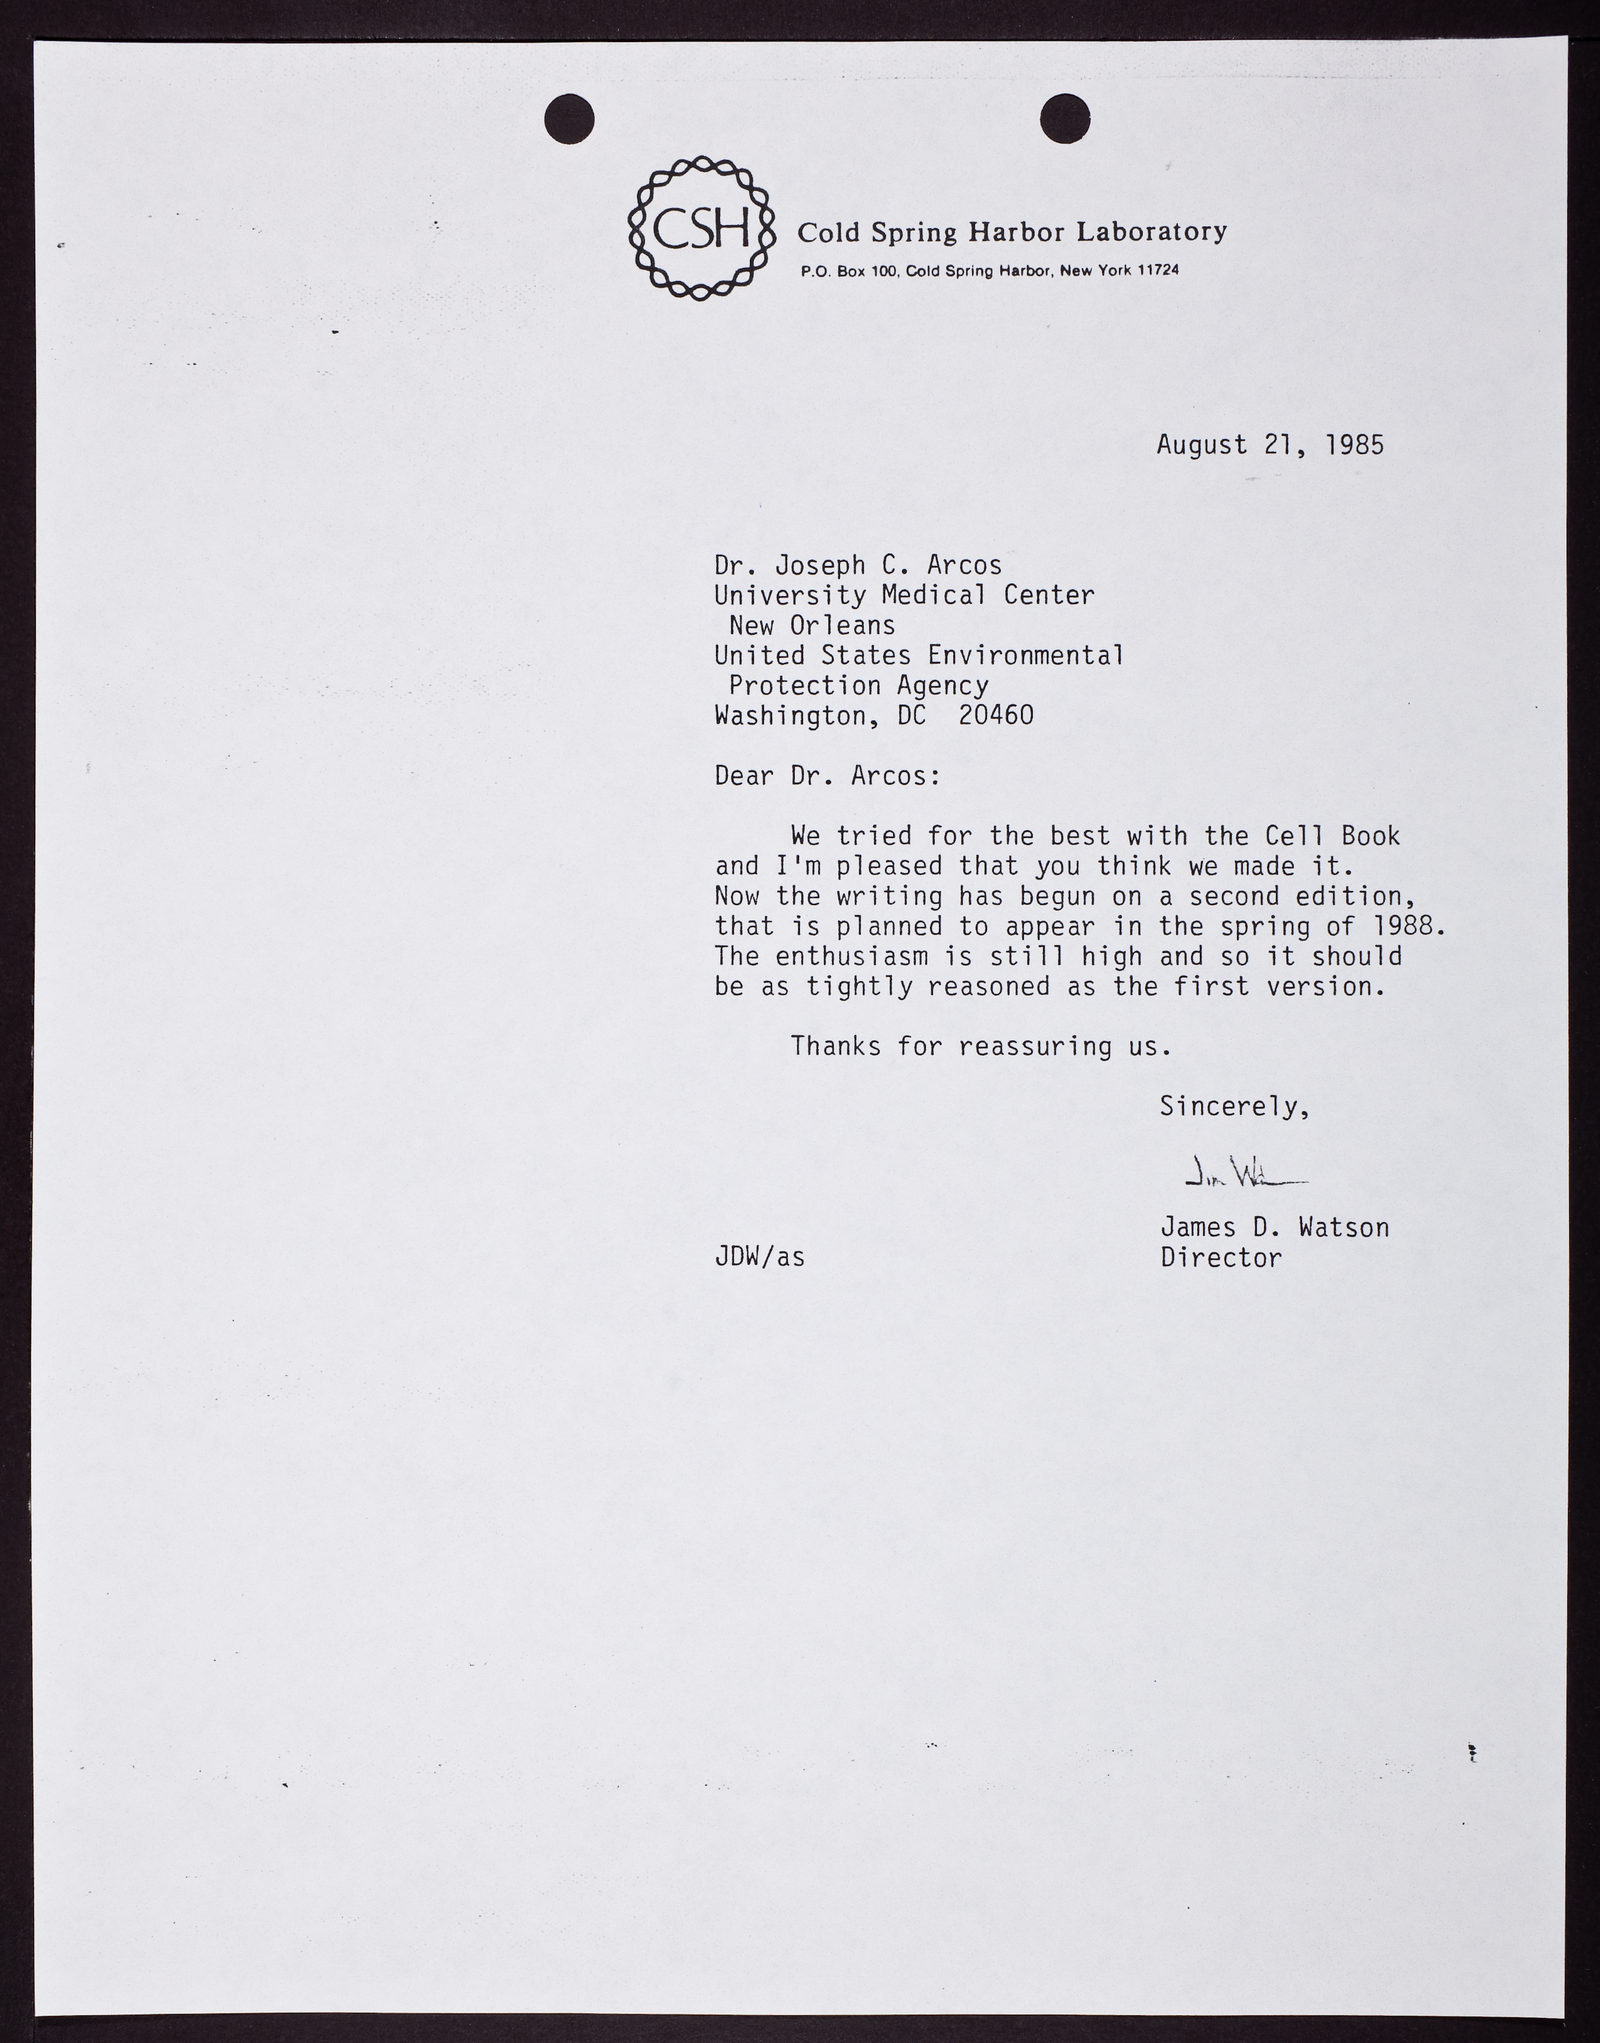 CSH
Cold Spring Harbor Laboratory
P.O. Box 100, Cold Spring Harbor, New York 11724
August 21, 1985
Dr. Joseph C. Arcos
University Medical Center
New Orleans
United States Environmental
Protection Agency
Washington, DC 20460
Dear Dr. Arcos:
We tried for the best with the Cell Book
and I'm pleased that you think we made it.
Now the writing has begun on a second edition,
that is planned to appear in the spring of 1988.
The enthusiasm is still high and so it should
be as tightly reasoned as the first version.
Thanks for reassuring us.
Sincerely,
Jim Watson
James D. Watson
JDW/as Director